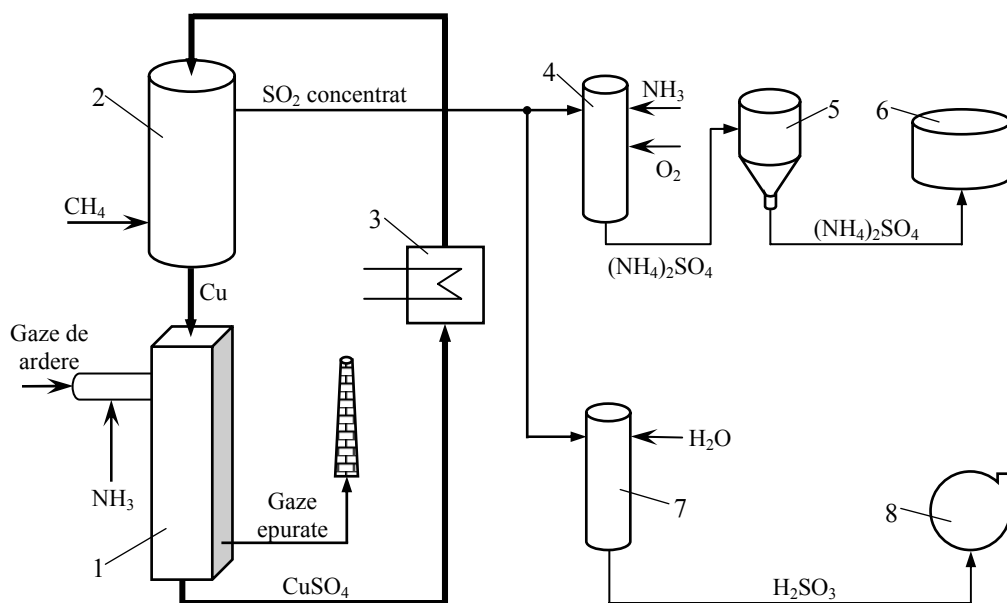 2
SO₂ concentrat
4
NH₃
5
6
O₂
CH₄
3
(NH₄)₂SO₄
(NH₄)₂SO₄
Cu
Gaze de
ardere
H₂O
NH₃
Gaze
epurate
7
8
1
CuSO₄
H₂SO₃